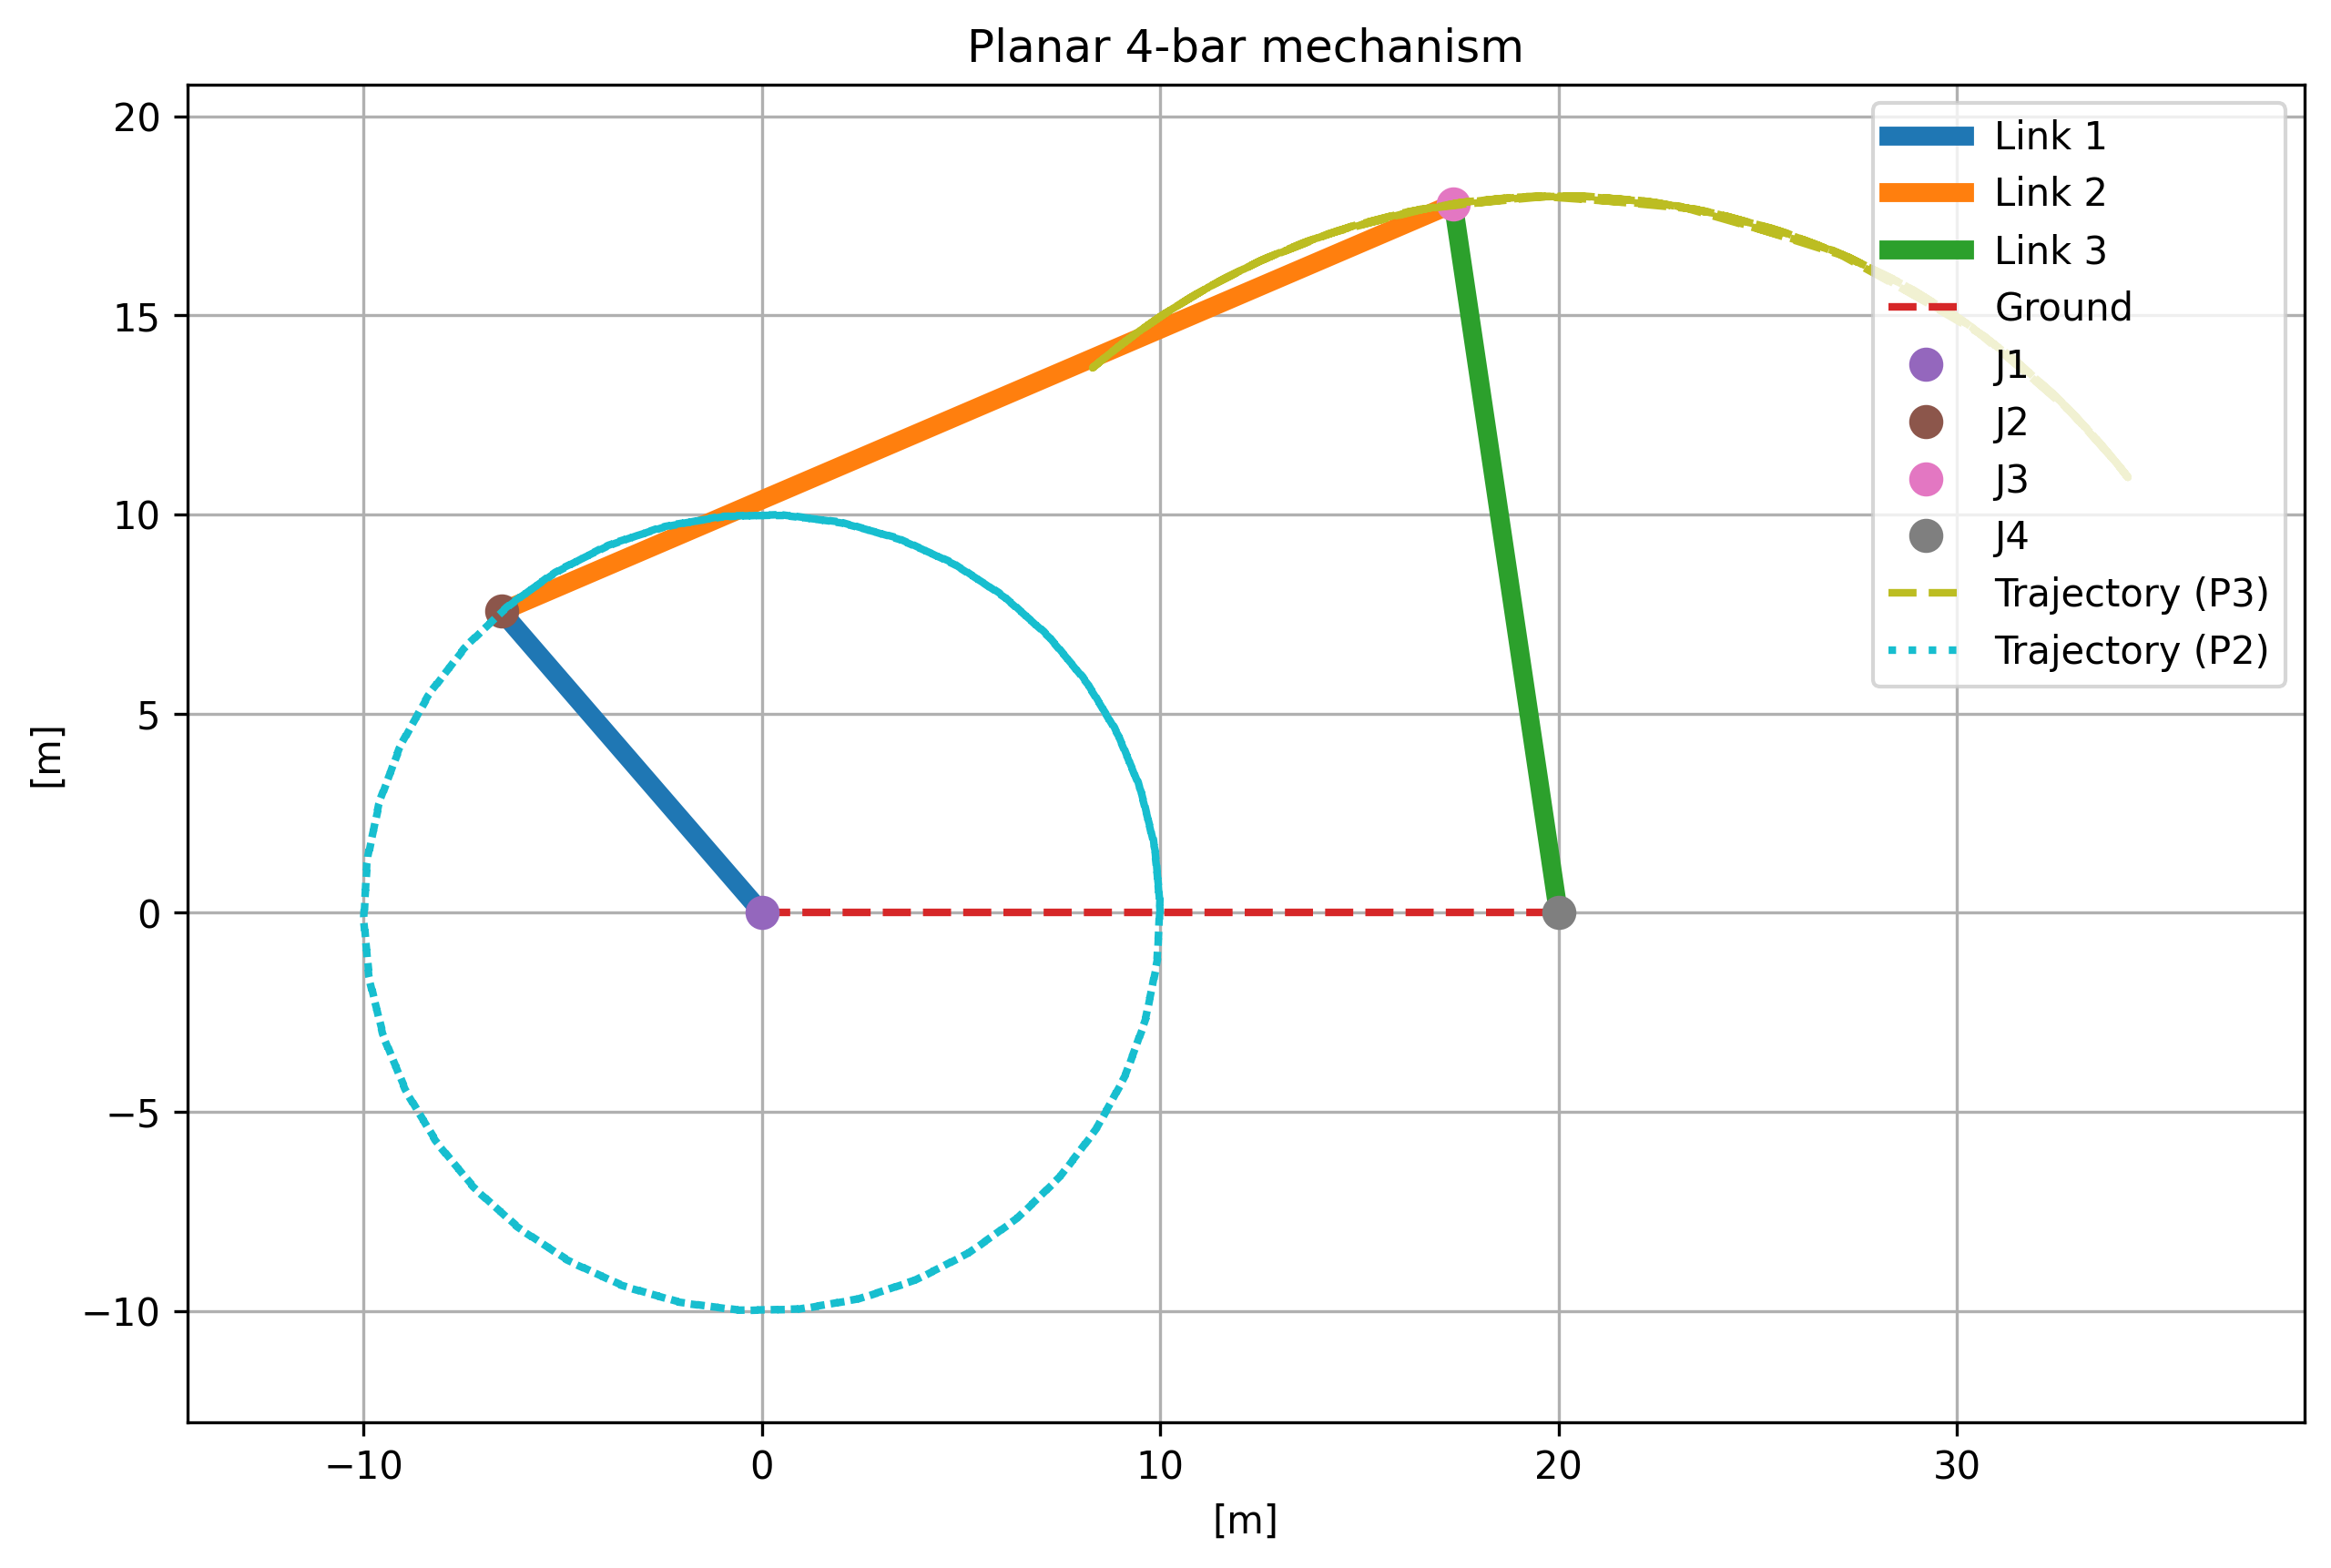 Planar 4-bar mechanism
20
15
10
5
0
−5
−10
[m]
−10
0
10
20
30
[m]
Link 1
Link 2
Link 3
Ground
J1
J2
J3
J4
Trajectory (P3)
Trajectory (P2)